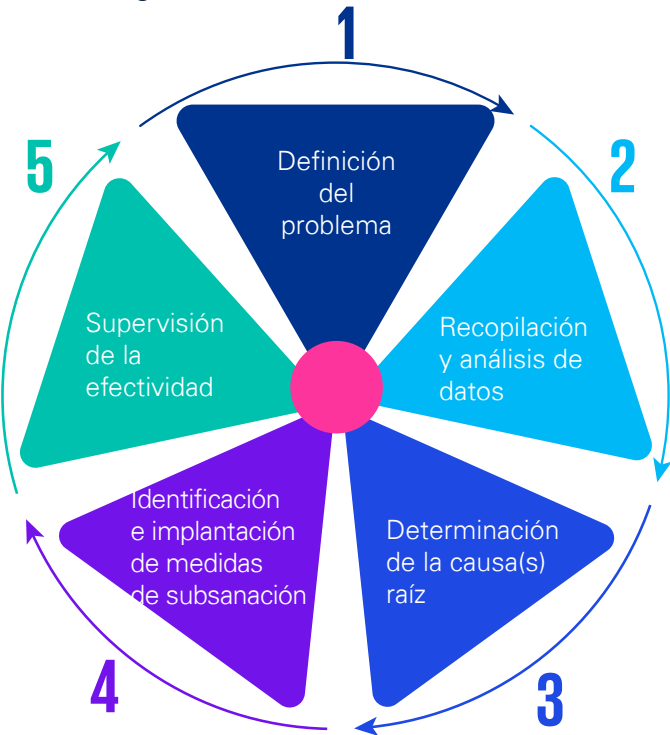 1
Definición
del
problema
2
Recopilación
y análisis de
datos
3
Determinación
de la causa(s)
raíz
4
Identificación
e implantación
de medidas
de subsanación
5
Supervisión
de la
efectividad